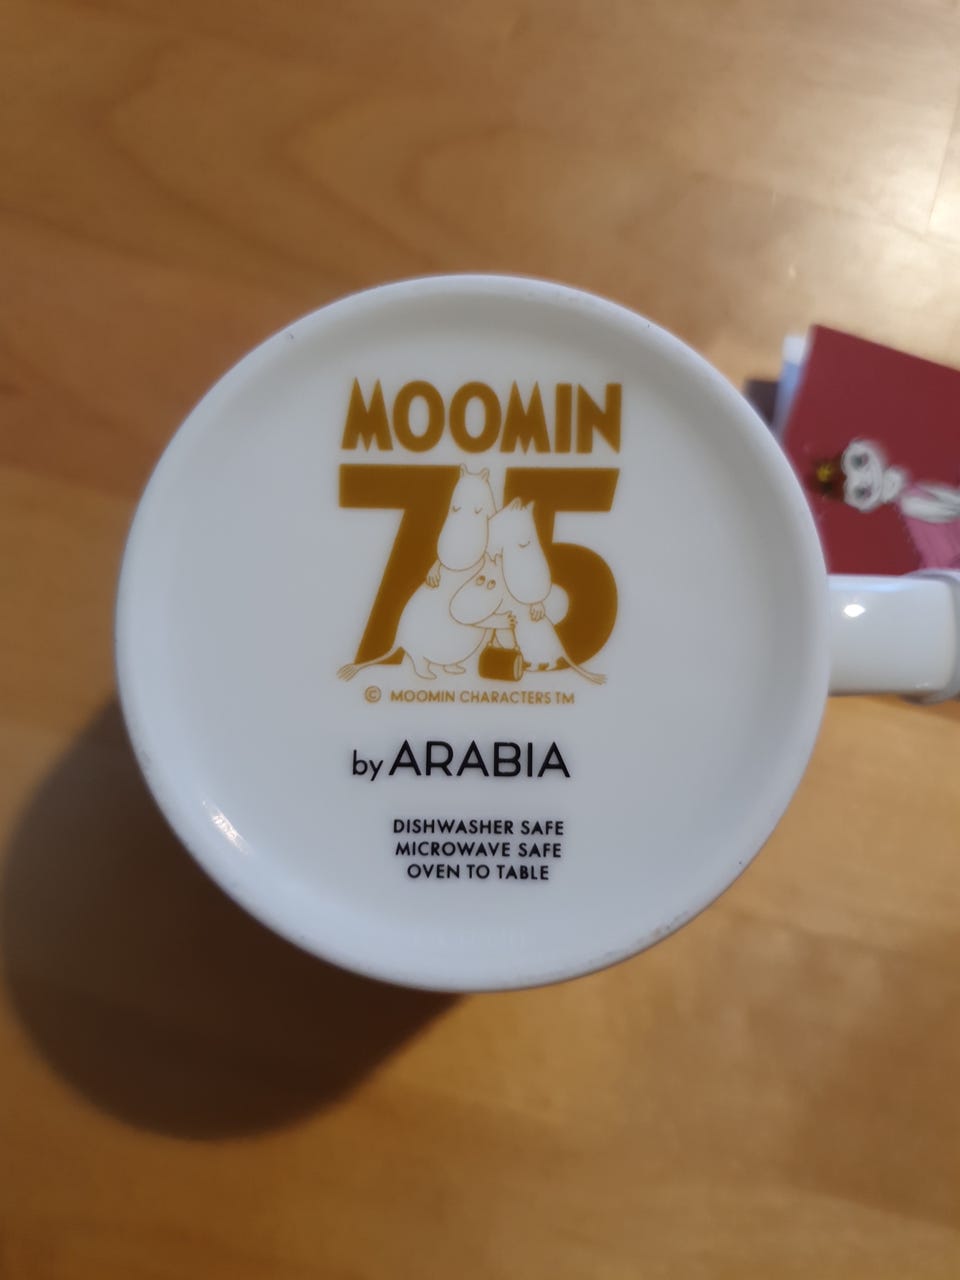 MOOMIN
75
© MOOMIN CHARACTERS TM
by ARABIA
DISHWASHER SAFE
MICROWAVE SAFE
OVEN TO TABLE